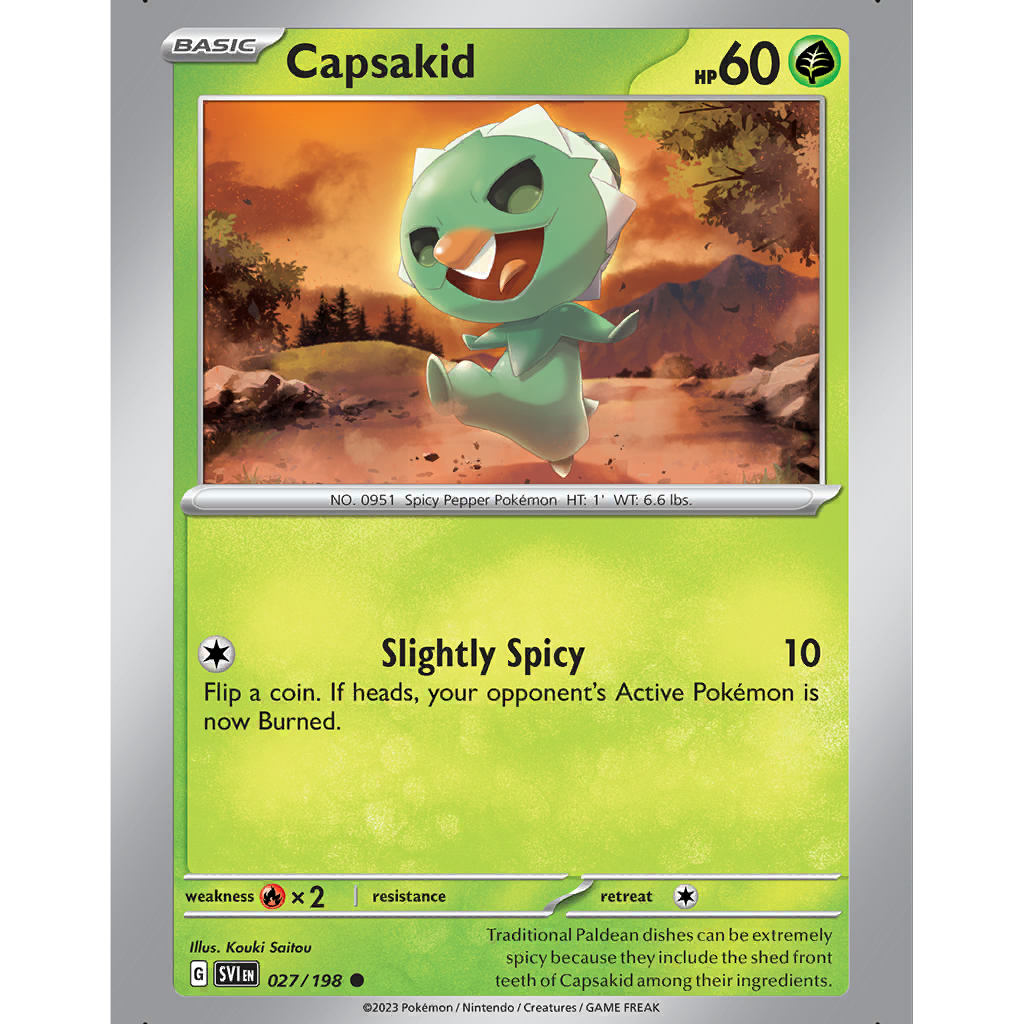 BASIC Capsakid HP 60
NO. 0951 Spicy Pepper Pokémon HT: 1' WT: 6.6 lbs.
Slightly Spicy 10
Flip a coin. If heads, your opponent's Active Pokémon is
now Burned.
weakness × 2 resistance retreat
Illus. Kouki Saitou
G SVI EN 027/198
Traditional Paldean dishes can be extremely
spicy because they include the shed front
teeth of Capsakid among their ingredients.
©2023 Pokémon / Nintendo / Creatures / GAME FREAK